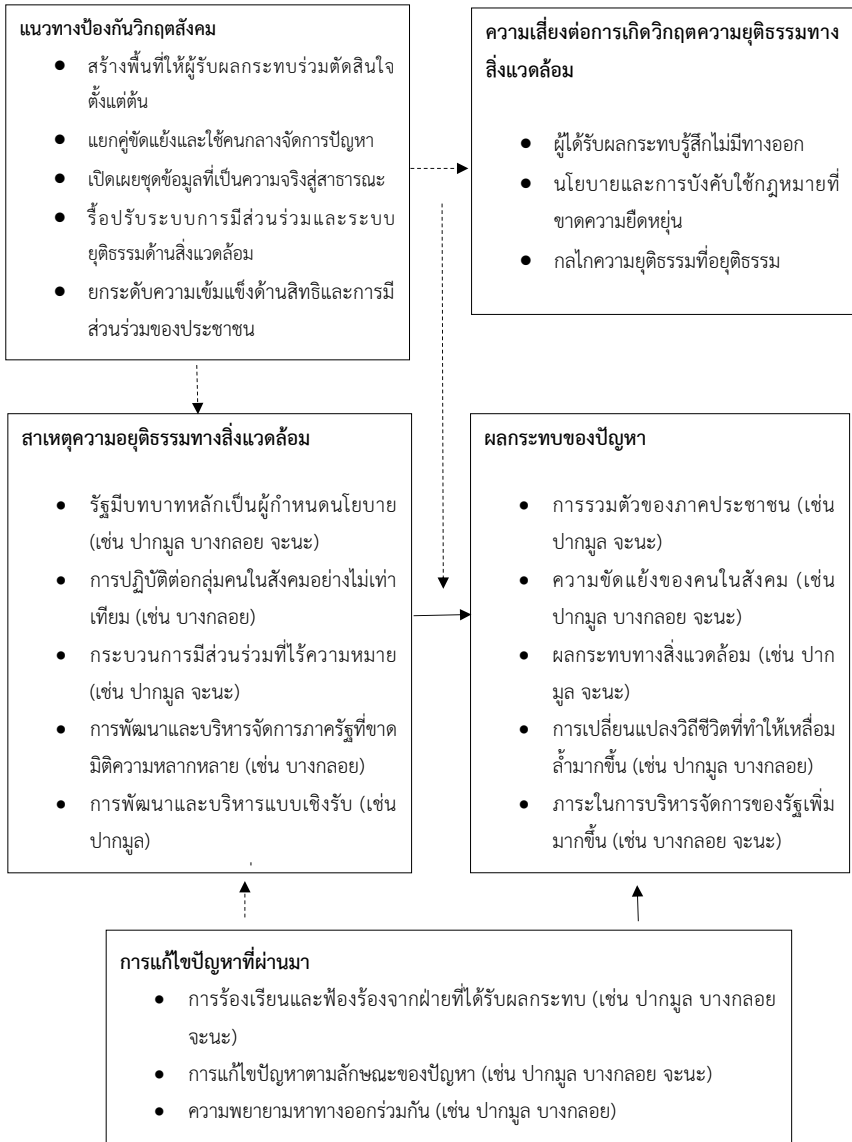 แนวทางป้องกันวิกฤตสังคม
● สร้างพื้นที่ให้ผู้รับผลกระทบร่วมตัดสินใจ
ตั้งแต่ต้น
● แยกคู่ขัดแย้งและใช้คนกลางจัดการปัญหา
● เปิดเผยชุดข้อมูลที่เป็นความจริงสู่สาธารณะ
● รื้อปรับระบบการมีส่วนร่วมและระบบ
ยุติธรรมด้านสิ่งแวดล้อม
● ยกระดับความเข้มแข็งด้านสิทธิและการมี
ส่วนร่วมของประชาชน
ความเสี่ยงต่อการเกิดวิกฤตความยุติธรรมทาง
สิ่งแวดล้อม
● ผู้ได้รับผลกระทบรู้สึกไม่มีทางออก
● นโยบายและการบังคับใช้กฎหมายที่
ขาดความยืดหยุ่น
● กลไกความยุติธรรมที่อยุติธรรม
สาเหตุความอยุติธรรมทางสิ่งแวดล้อม
● รัฐมีบทบาทหลักเป็นผู้กำหนดนโยบาย
(เช่น ปากมูล บางกลอย จะนะ)
● การปฏิบัติต่อกลุ่มคนในสังคมอย่างไม่เท่า
เทียม (เช่น บางกลอย)
● กระบวนการมีส่วนร่วมที่ไร้ความหมาย
(เช่น ปากมูล จะนะ)
● การพัฒนาและบริหารจัดการภาครัฐที่ขาด
มิติความหลากหลาย (เช่น บางกลอย)
● การพัฒนาและบริหารแบบเชิงรับ (เช่น
ปากมูล)
ผลกระทบของปัญหา
● การรวมตัวของภาคประชาชน (เช่น
ปากมูล จะนะ)
● ความขัดแย้งของคนในสังคม (เช่น
ปากมูล บางกลอย จะนะ)
● ผลกระทบทางสิ่งแวดล้อม (เช่น ปาก
มูล จะนะ)
● การเปลี่ยนแปลงวิถีชีวิตที่ทำให้เหลื่อม
ล้ำมากขึ้น (เช่น ปากมูล บางกลอย)
● ภาระในการบริหารจัดการของรัฐเพิ่ม
มากขึ้น (เช่น บางกลอย จะนะ)
การแก้ไขปัญหาที่ผ่านมา
● การร้องเรียนและฟ้องร้องจากฝ่ายที่ได้รับผลกระทบ (เช่น ปากมูล บางกลอย
จะนะ)
● การแก้ไขปัญหาตามลักษณะของปัญหา (เช่น ปากมูล บางกลอย จะนะ)
● ความพยายามหาทางออกร่วมกัน (เช่น ปากมูล บางกลอย)